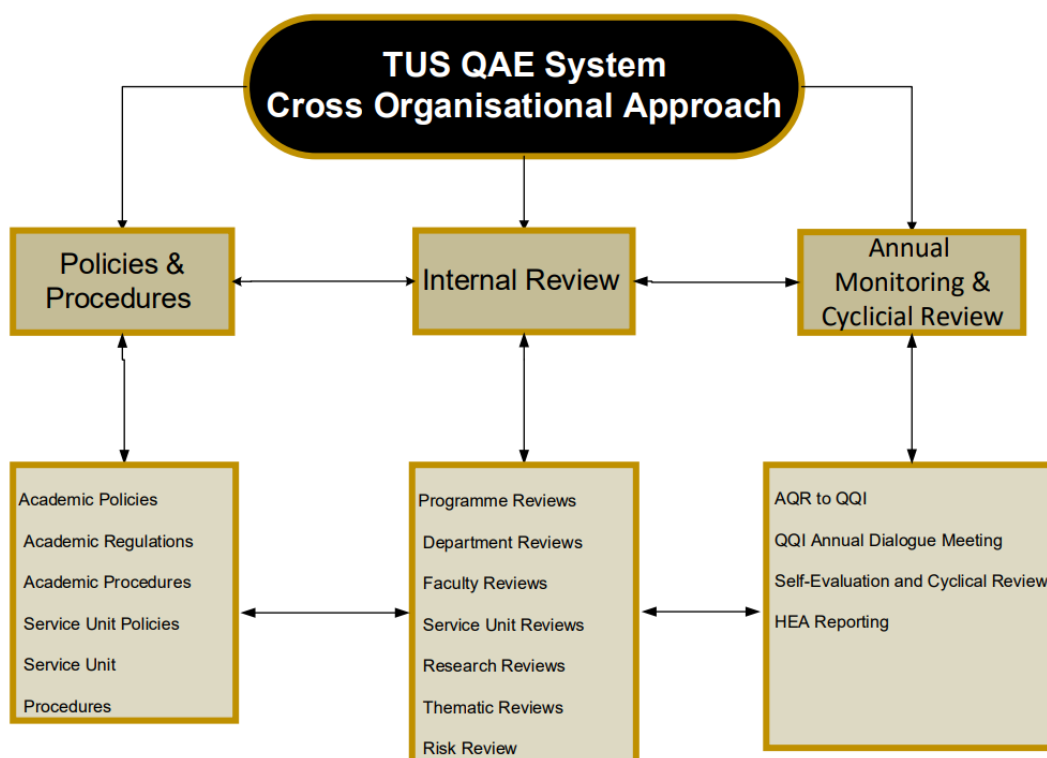 TUS QAE System
Cross Organisational Approach
Policies &
Procedures
Internal Review
Annual
Monitoring &
Cyclicial Review
Academic Policies
Academic Regulations
Academic Procedures
Service Unit Policies
Service Unit
Procedures
Programme Reviews
Department Reviews
Faculty Reviews
Service Unit Reviews
Research Reviews
Thematic Reviews
Risk Review
AQR to QQI
QQI Annual Dialogue Meeting
Self-Evaluation and Cyclical Review
HEA Reporting